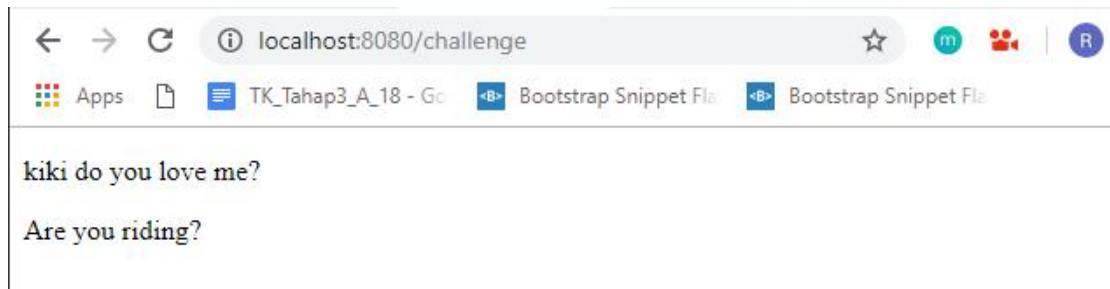 localhost:8080/challenge
m
R
Apps
TK_Tahap3_A_18 - Go
<B>
Bootstrap Snippet Fla
<B>
Bootstrap Snippet Fla
kiki do you love me?
Are you riding?